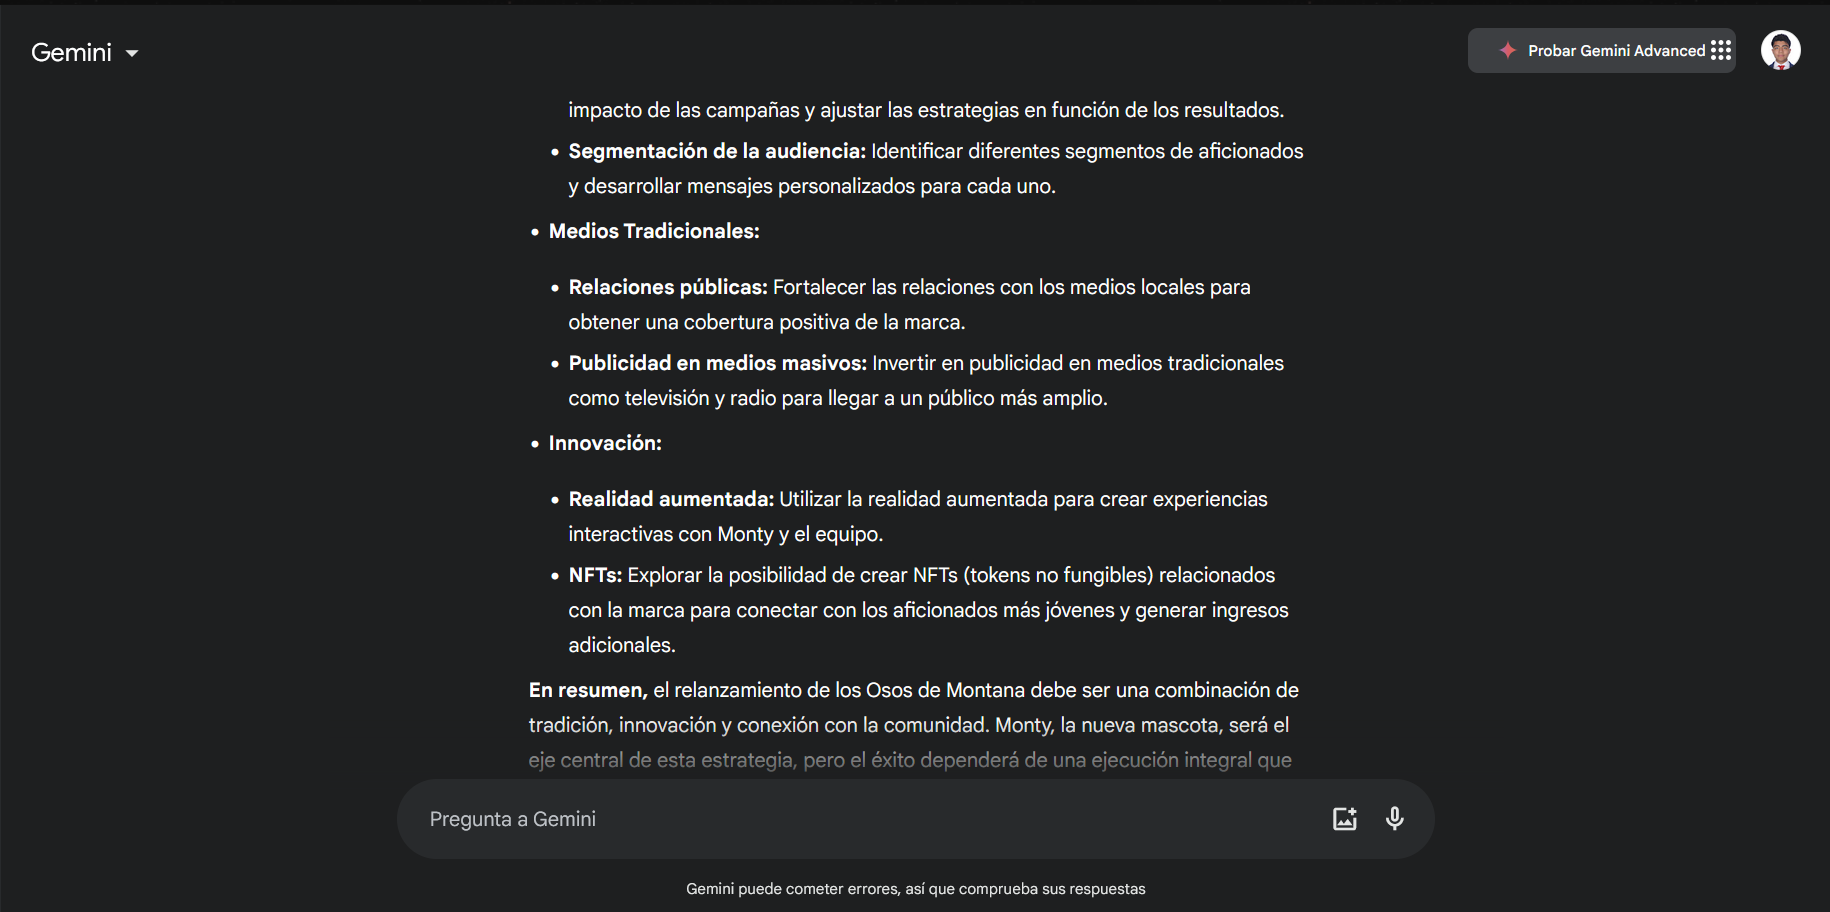 Gemini
Probar Gemini Advanced
impacto de las campañas y ajustar las estrategias en función de los resultados.
• Segmentación de la audiencia: Identificar diferentes segmentos de aficionados
y desarrollar mensajes personalizados para cada uno.
• Medios Tradicionales:
• Relaciones públicas: Fortalecer las relaciones con los medios locales para
obtener una cobertura positiva de la marca.
• Publicidad en medios masivos: Invertir en publicidad en medios tradicionales
como televisión y radio para llegar a un público más amplio.
• Innovación:
• Realidad aumentada: Utilizar la realidad aumentada para crear experiencias
interactivas con Monty y el equipo.
• NFTs: Explorar la posibilidad de crear NFTs (tokens no fungibles) relacionados
con la marca para conectar con los aficionados más jóvenes y generar ingresos
adicionales.
En resumen, el relanzamiento de los Osos de Montana debe ser una combinación de
tradición, innovación y conexión con la comunidad. Monty, la nueva mascota, será el
eje central de esta estrategia, pero el éxito dependerá de una ejecución integral que
Pregunta a Gemini
Gemini puede cometer errores, así que comprueba sus respuestas